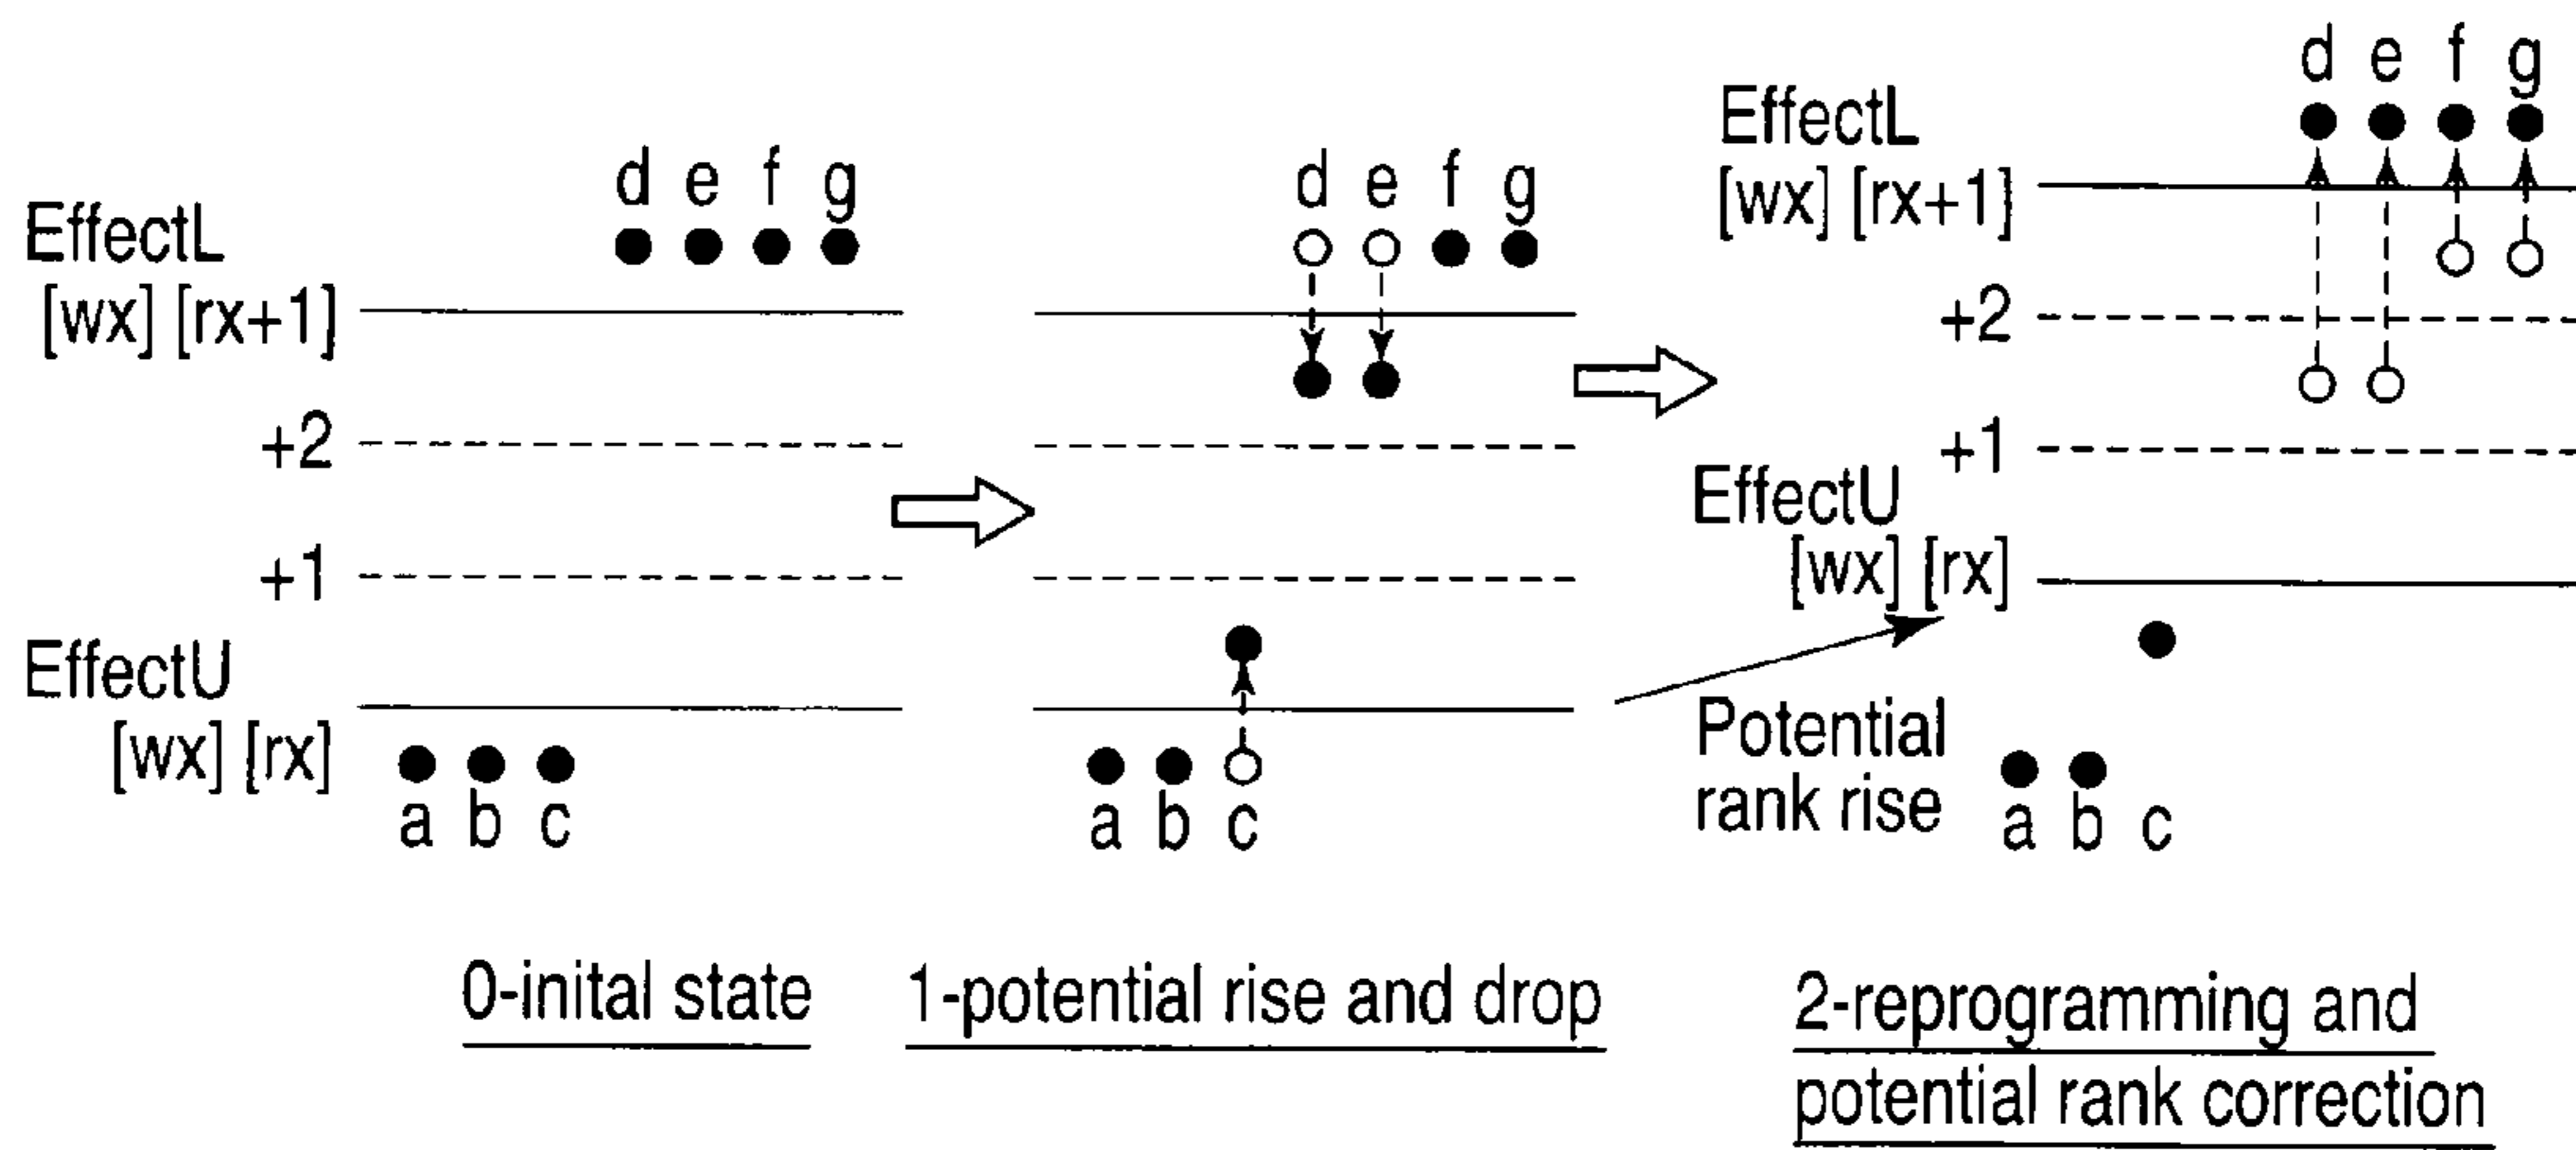 d e f g
EffectL
[wx] [rx+1]
+2
+1
EffectU
[wx] [rx]
a b c
0-inital state
d e f g
a b c
1-potential rise and drop
d e f g
EffectL
[wx] [rx+1]
+2
+1
EffectU
[wx] [rx]
Potential
rank rise
a b c
2-reprogramming and
potential rank correction